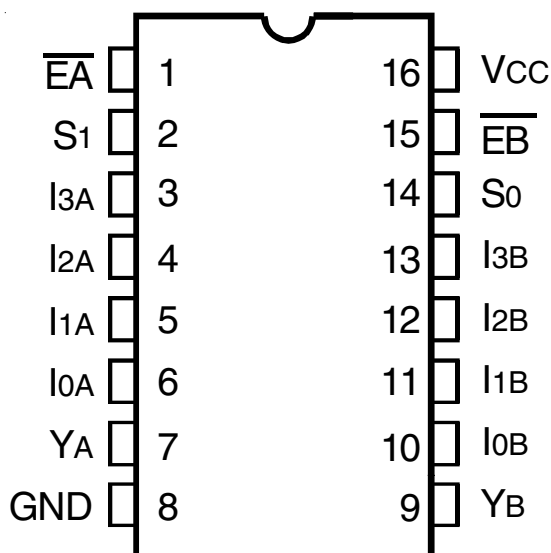 EA 1 16 VCC
S1 2 15 EB
I3A 3 14 S0
I2A 4 13 I3B
I1A 5 12 I2B
I0A 6 11 I1B
YA 7 10 I0B
GND 8 9 YB